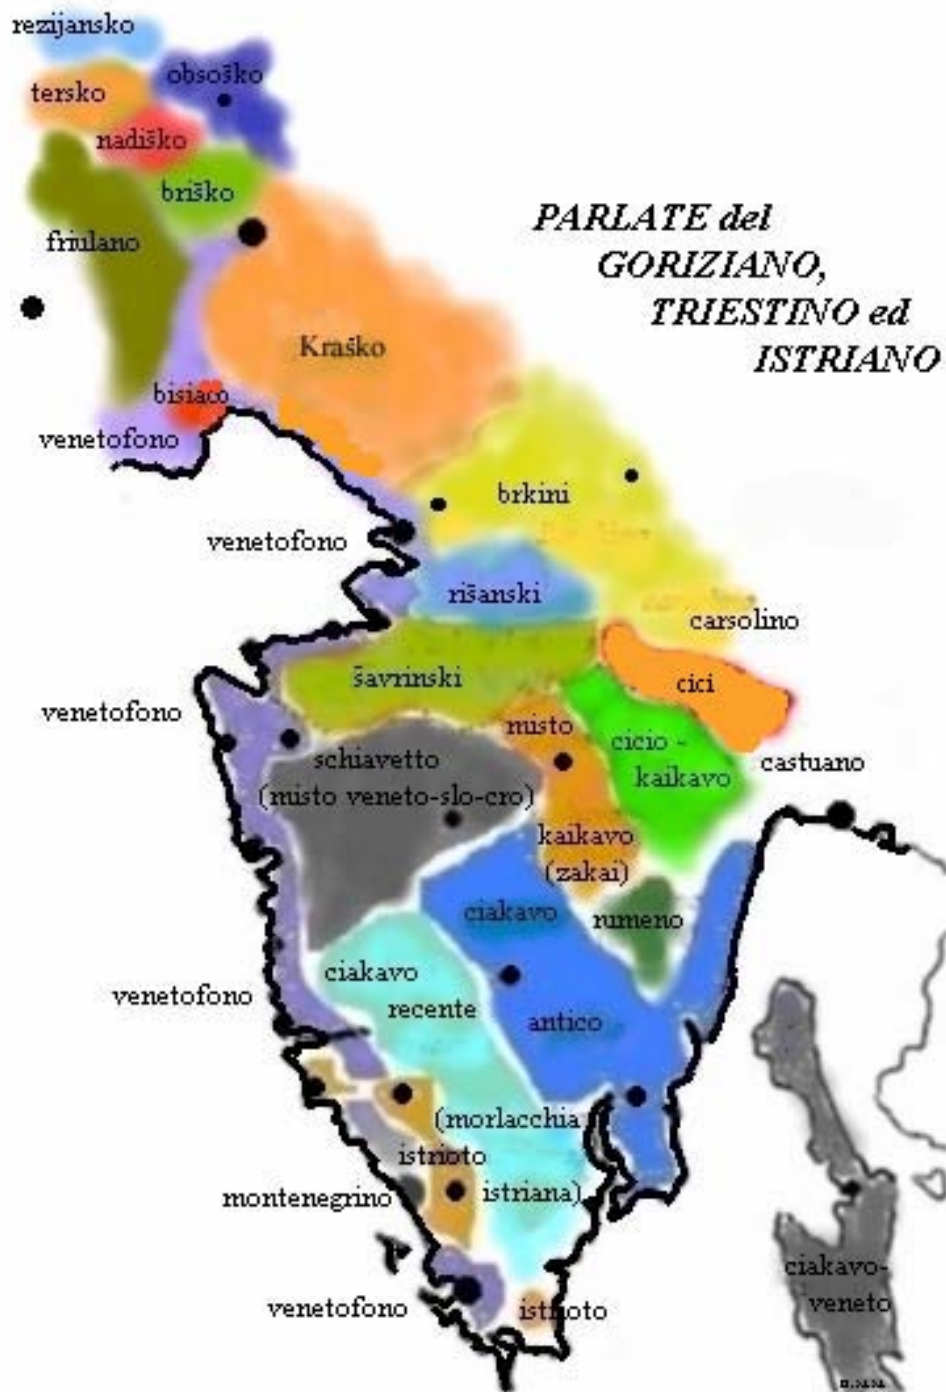 rezijansko
obsoško
tersko
nadiško
briško
friulano
PARLATE del
GORIZIANO,
TRIESTINO ed
ISTRIANO
Kraško
bisiaco
venetofono
brkini
venetofono
rišanski
carsolino
šavrinski
cici
venetofono
misto
cicio -
kaikavo
schiavetto
(misto veneto-slo-cro)
castuano
kaikavo
(zakai)
ciakavo
rumeno
ciakavo
recente
venetofono
antico
(morlacchia
istriana)
istrioto
montenegrino
ciakavo-
veneto
venetofono
istrioto